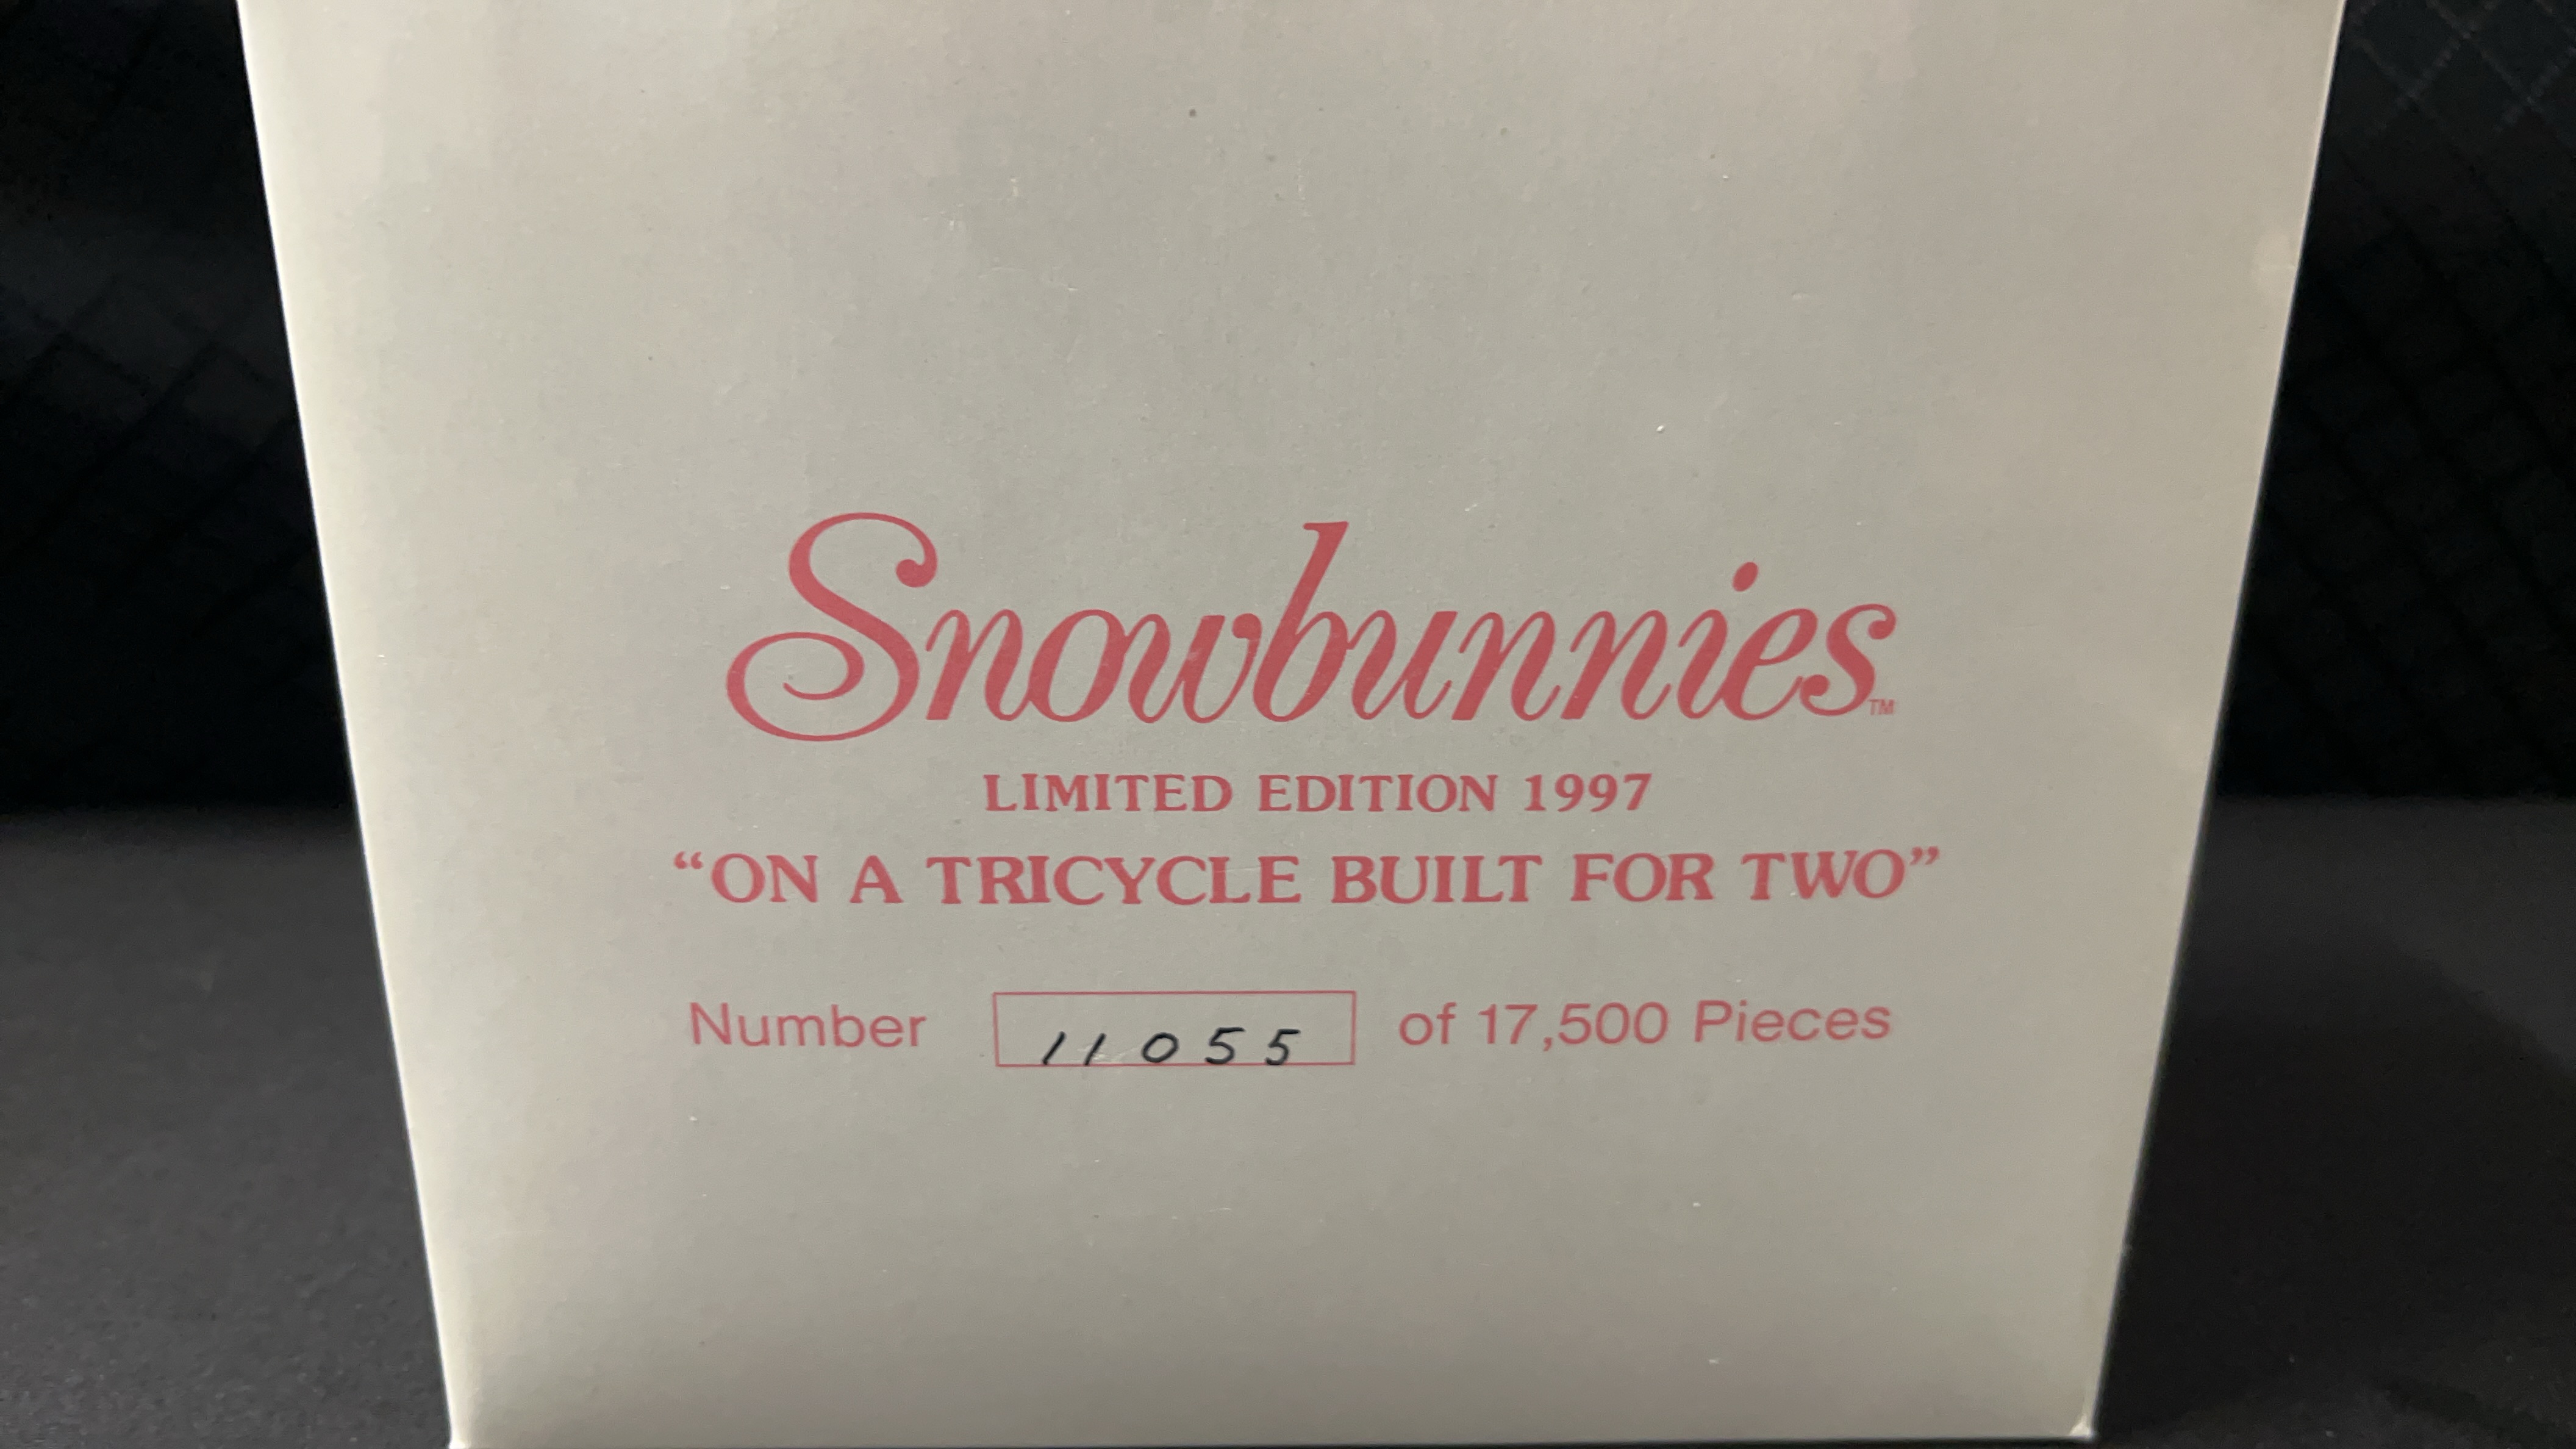 Snowbunnies™
LIMITED EDITION 1997
“ON A TRICYCLE BUILT FOR TWO”
Number 11055 of 17,500 Pieces